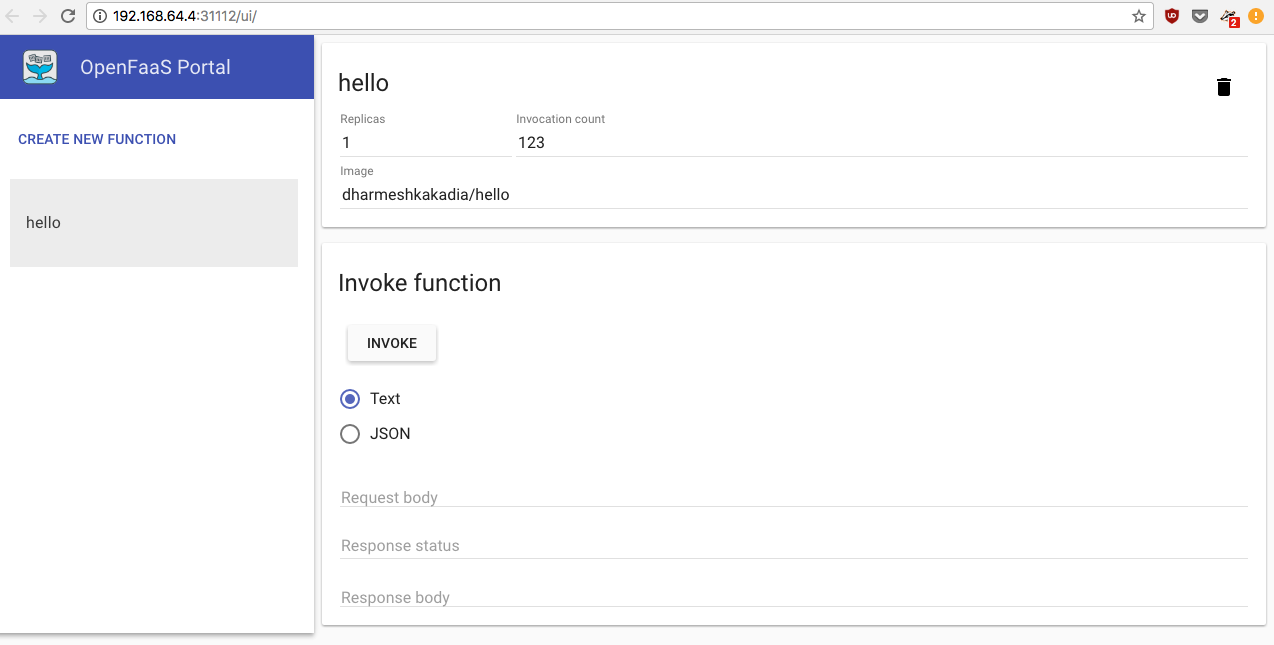 192.168.64.4:31112/ui/
2
OpenFaaS Portal
CREATE NEW FUNCTION
hello
hello
Replicas
Invocation count
1
123
Image
dharmeshkakadia/hello
Invoke function
INVOKE
Text
JSON
Request body
Response status
Response body